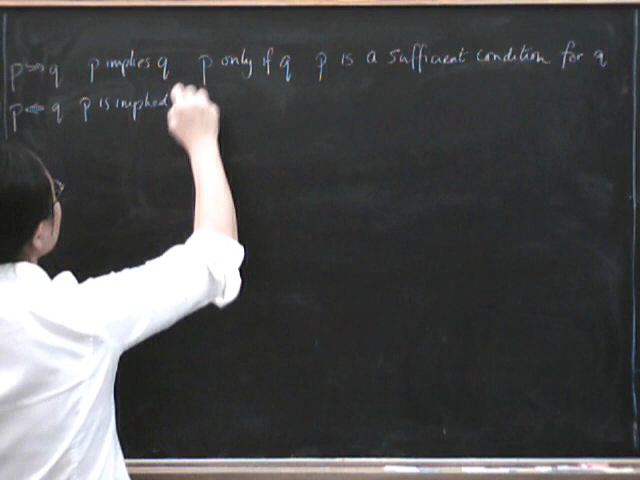 p ⇒ q p implies q p only if q p is a sufficient condition for q
p ⇐ q p is implied